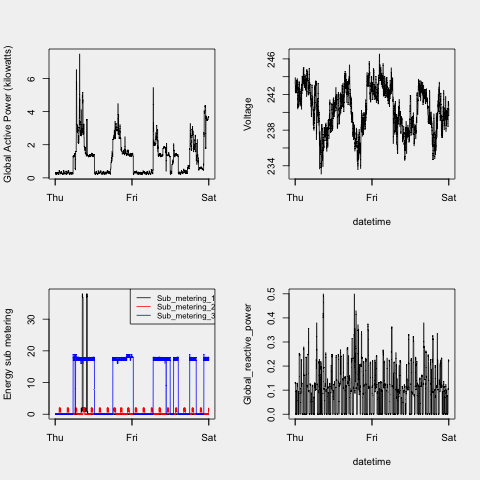 Global Active Power (kilowatts)
0 2 4 6
Thu Fri Sat
Voltage
234 238 242 246
Thu Fri Sat
datetime
Energy sub metering
0 10 20 30
Sub_metering_1
Sub_metering_2
Sub_metering_3
Thu Fri Sat
Global_reactive_power
0.0 0.1 0.2 0.3 0.4 0.5
Thu Fri Sat
datetime